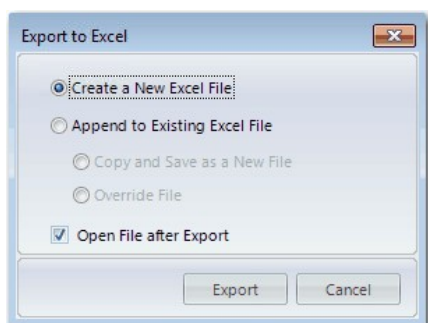 Export to Excel
Create a New Excel File
Append to Existing Excel File
Copy and Save as a New File
Override File
Open File after Export
Export Cancel